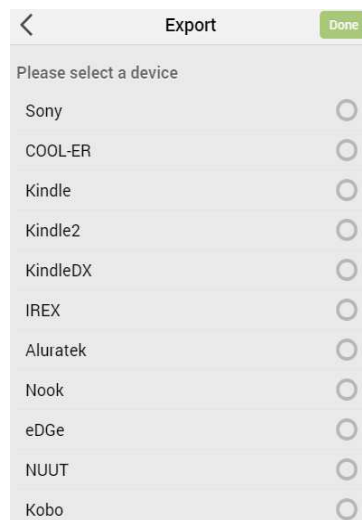 Export
Done
Please select a device
Sony
COOL-ER
Kindle
Kindle2
KindleDX
IREX
Aluratek
Nook
eDGe
NUUT
Kobo